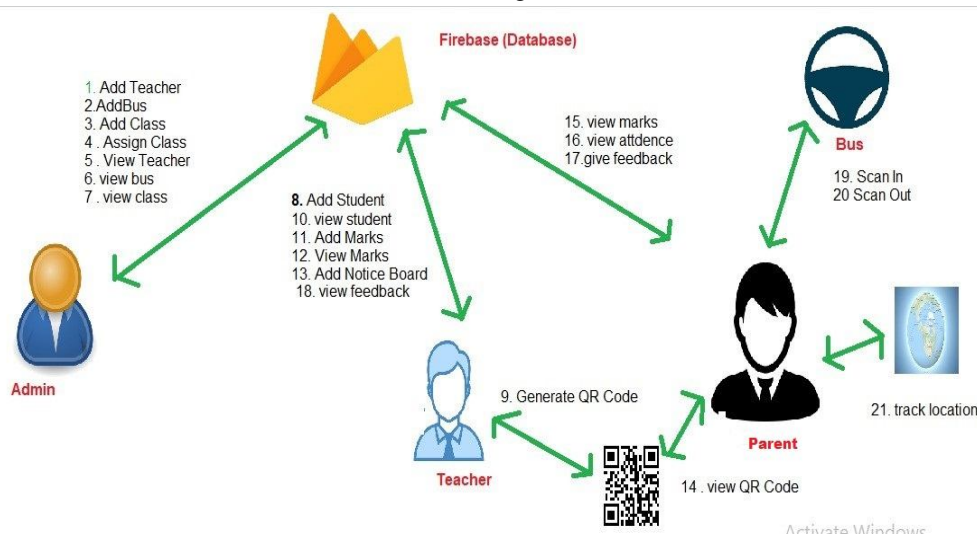 Firebase (Database)
1. Add Teacher
2.AddBus
3. Add Class
4 . Assign Class
5 . View Teacher
6. view bus
7 . view class
15. view marks
16. view attdence
17.give feedback
Bus
19. Scan In
20 Scan Out
8. Add Student
10. view student
11. Add Marks
12. View Marks
13. Add Notice Board
18. view feedback
Admin
9. Generate QR Code
21. track location
Parent
Teacher
14 . view QR Code
Activate Windows